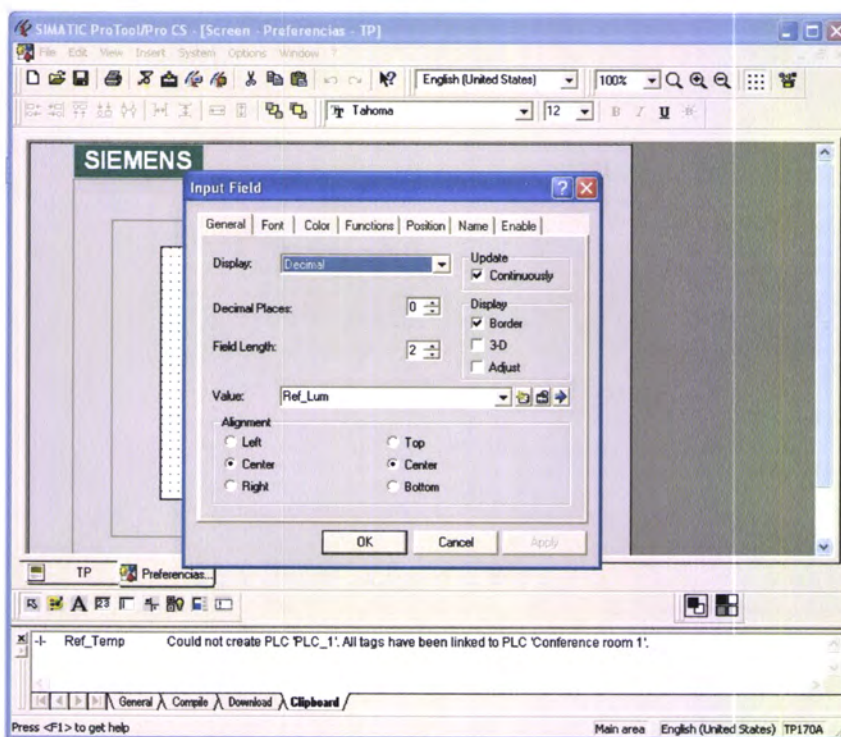 SIMATIC ProTool/Pro CS - [Screen - Preferencias - TP]
File Edit View Insert System Options Window ?
English (United States) 100%
Tahoma 12 B I U
SIEMENS
Input Field
General Font Color Functions Position Name Enable
Display: Decimal
Update
Continuously
Decimal Places: 0
Display
Border
Field Length: 2
3-D
Adjust
Value: Ref_Lum
Alignment
Left Top
Center Center
Right Bottom
OK Cancel Apply
TP Preferencias...
Ref_Temp Could not create PLC 'PLC_1'. All tags have been linked to PLC 'Conference room 1'.
General Compile Download Clipboard
Press <F1> to get help Main area English (United States) TP170A